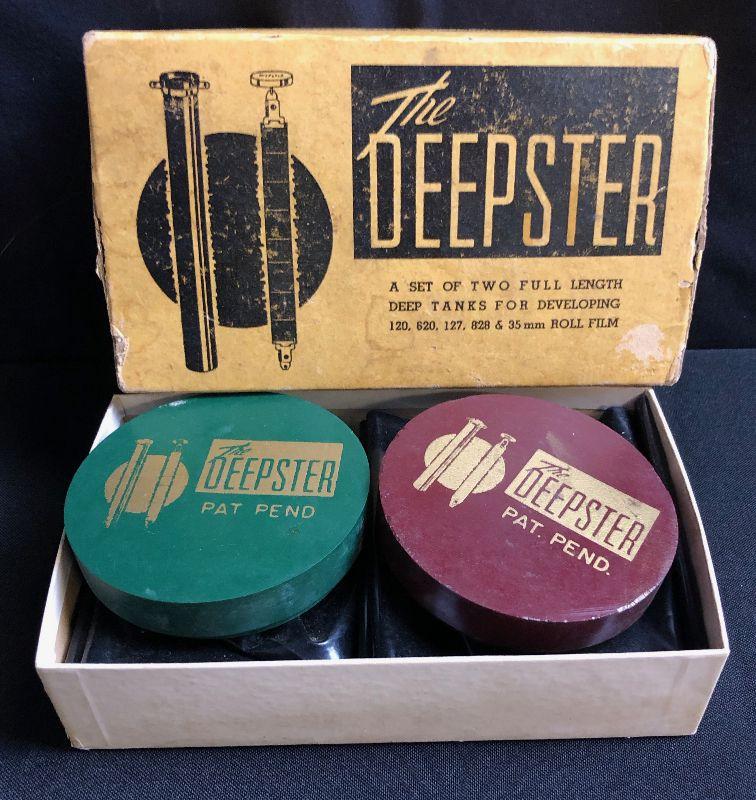 The
DEEPSTER
A SET OF TWO FULL LENGTH
DEEP TANKS FOR DEVELOPING
120, 620, 127, 828 & 35mm ROLL FILM
The
DEEPSTER
PAT PEND
The
DEEPSTER
PAT. PEND.